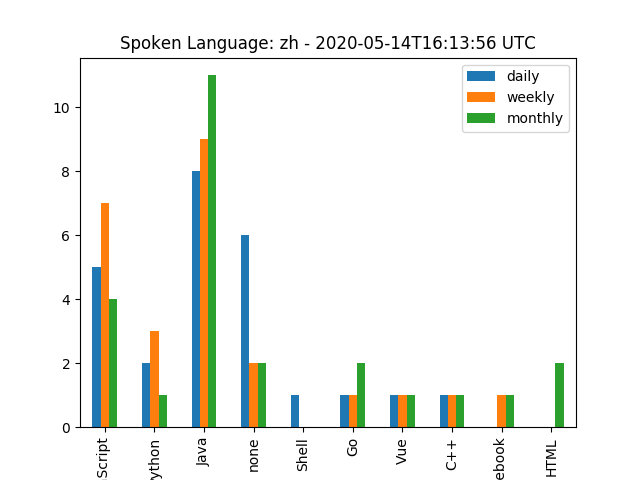 Spoken Language: zh - 2020-05-14T16:13:56 UTC
daily
weekly
monthly
10
8
6
4
2
0
Script
ython
Java
none
Shell
Go
Vue
C++
ebook
HTML